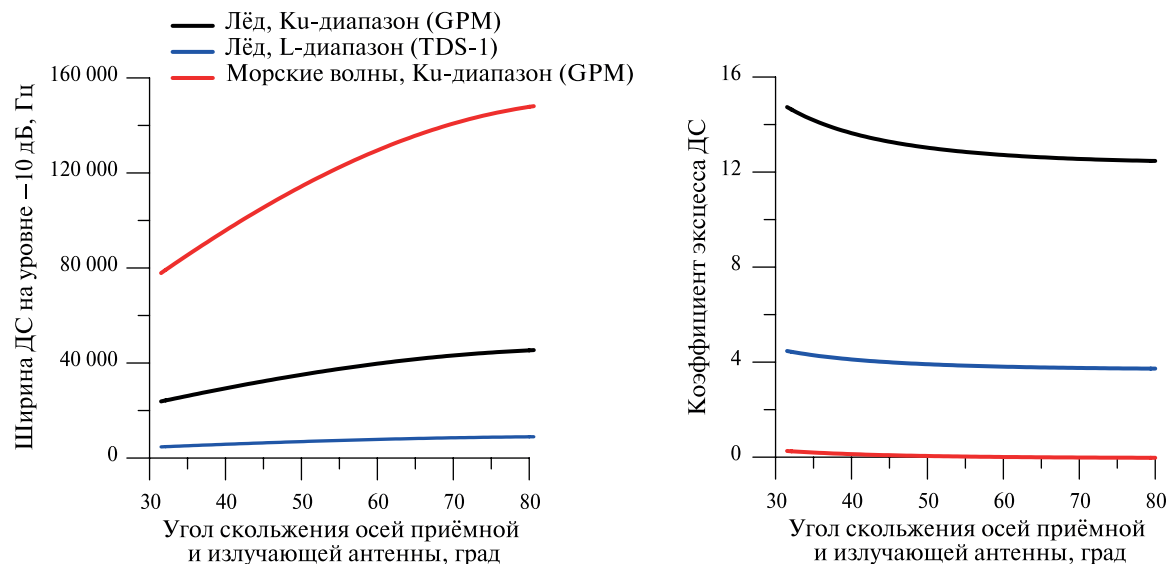 Лёд, Ku-диапазон (GPM)
Лёд, L-диапазон (TDS-1)
Морские волны, Ku-диапазон (GPM)
Ширина ДС на уровне −10 дБ, Гц
160 000
120 000
80 000
40 000
0
30 40 50 60 70 80
Угол скольжения осей приёмной
и излучающей антенны, град
Коэффициент эксцесса ДС
16
12
8
4
0
30 40 50 60 70 80
Угол скольжения осей приёмной
и излучающей антенны, град